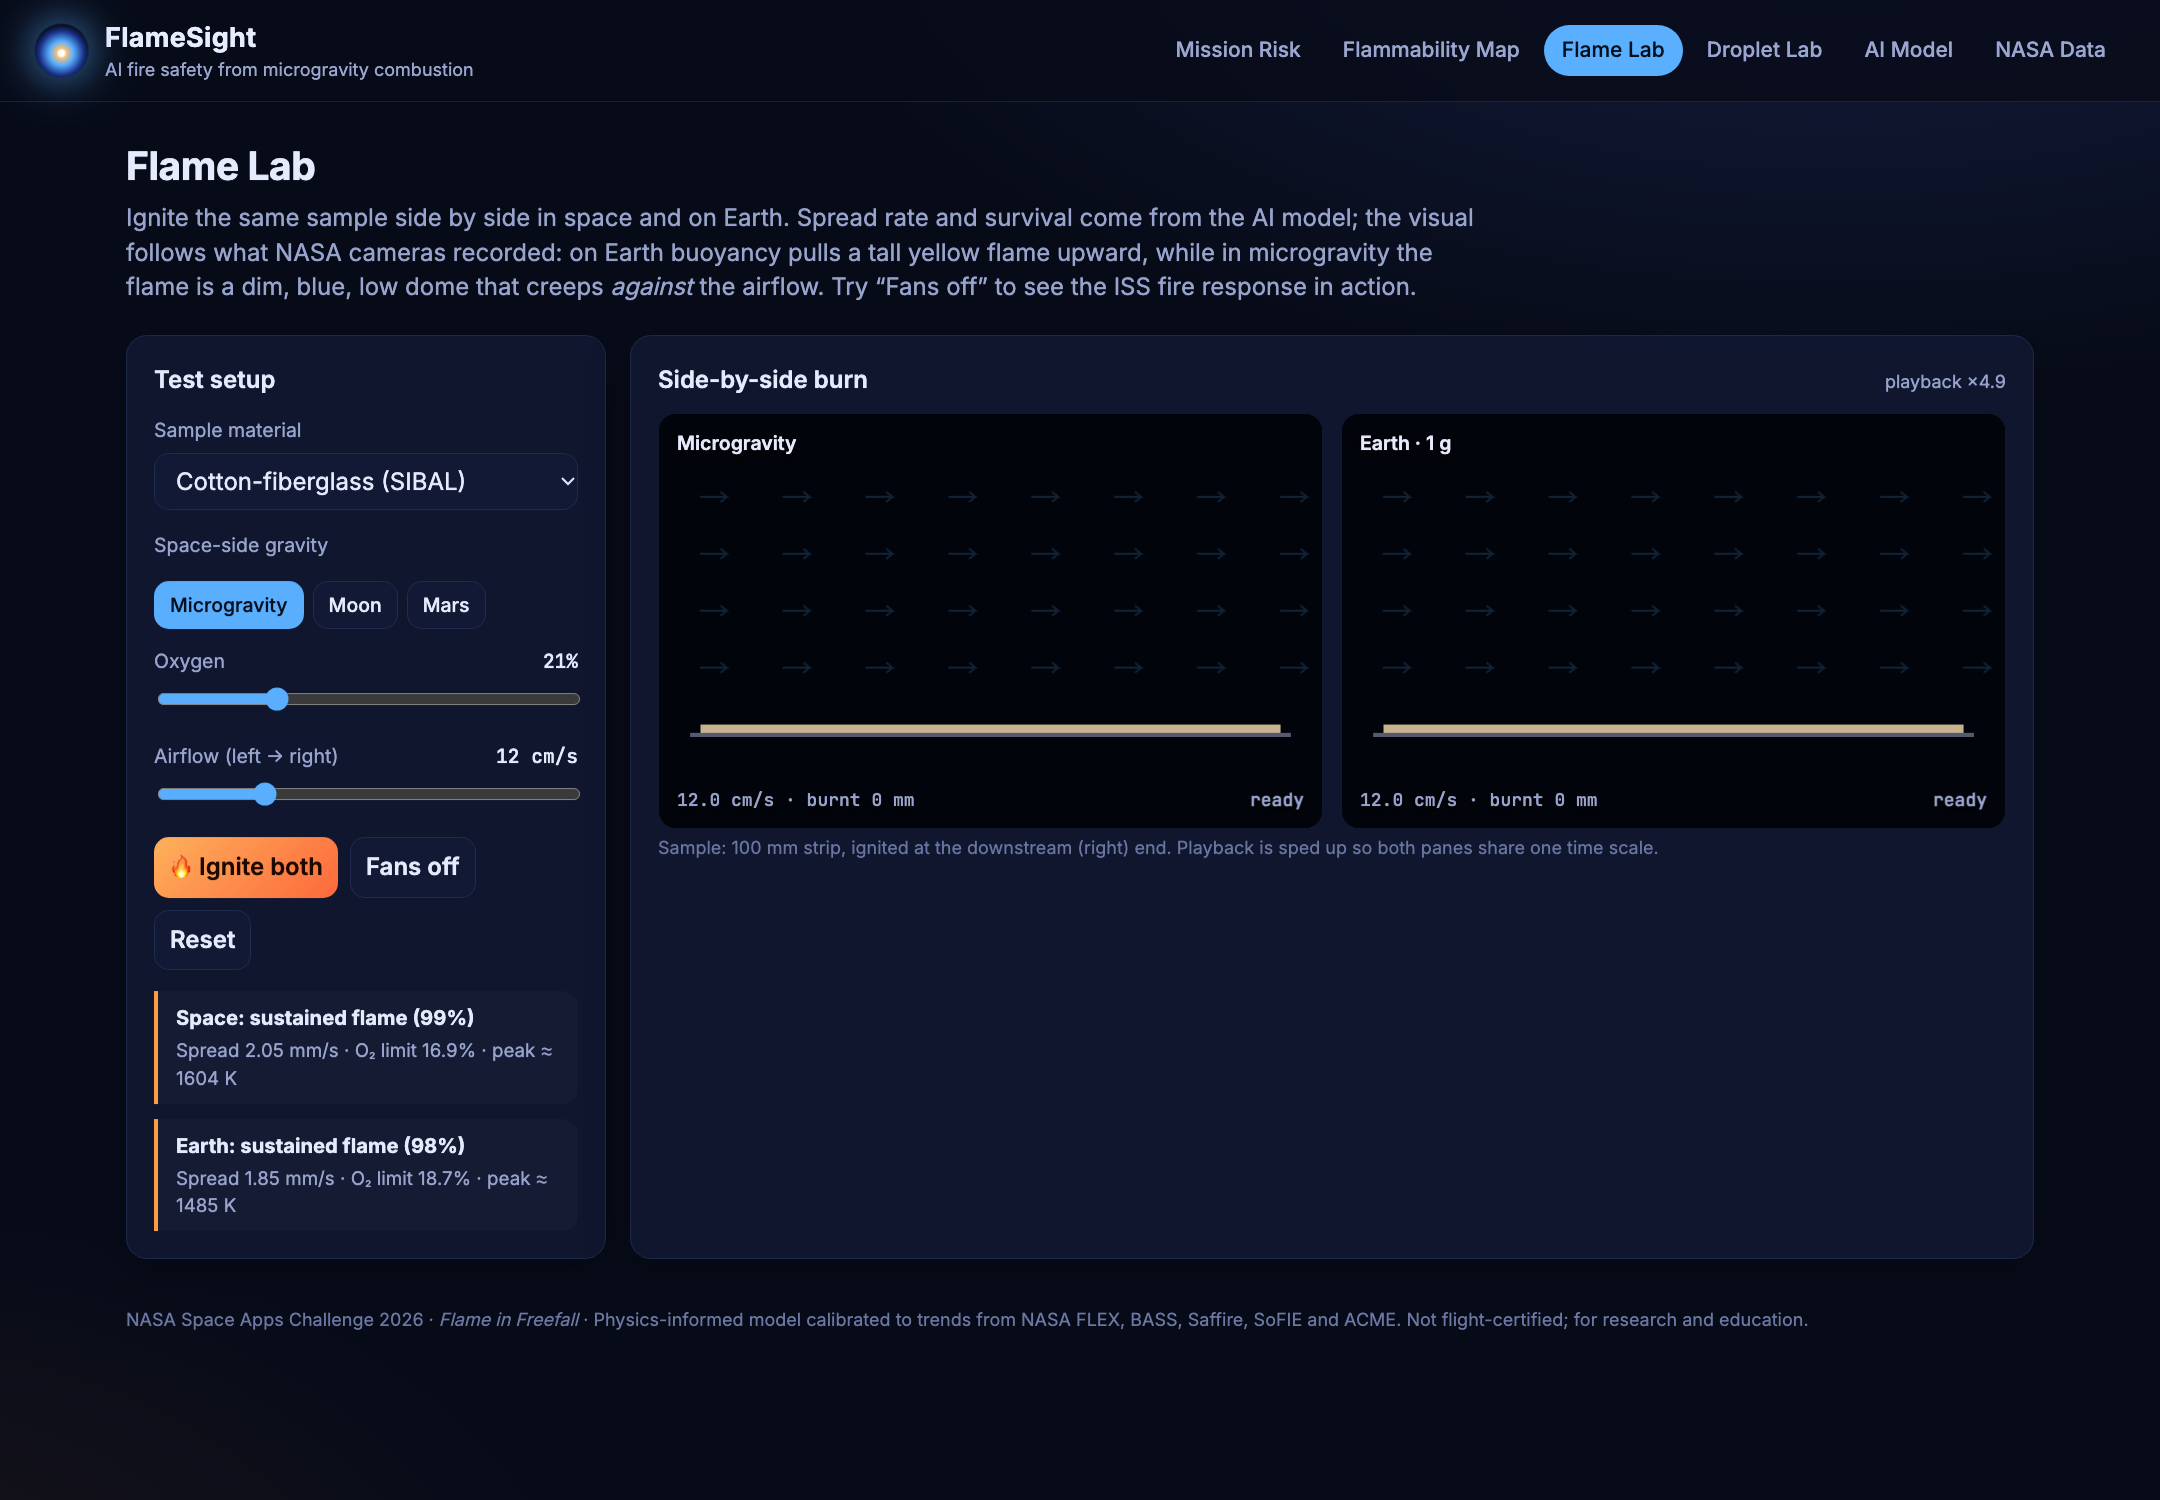 FlameSight
AI fire safety from microgravity combustion
Mission Risk
Flammability Map
Flame Lab
Droplet Lab
AI Model
NASA Data
Flame Lab
Ignite the same sample side by side in space and on Earth. Spread rate and survival come from the AI model; the visual
follows what NASA cameras recorded: on Earth buoyancy pulls a tall yellow flame upward, while in microgravity the
flame is a dim, blue, low dome that creeps against the airflow. Try “Fans off” to see the ISS fire response in action.
Test setup
Sample material
Cotton-fiberglass (SIBAL)
Space-side gravity
Microgravity
Moon
Mars
Oxygen
21%
Airflow (left → right)
12 cm/s
🔥 Ignite both
Fans off
Reset
Space: sustained flame (99%)
Spread 2.05 mm/s · O₂ limit 16.9% · peak ≈
1604 K
Earth: sustained flame (98%)
Spread 1.85 mm/s · O₂ limit 18.7% · peak ≈
1485 K
Side-by-side burn
playback ×4.9
Microgravity
12.0 cm/s · burnt 0 mm
ready
Earth · 1 g
12.0 cm/s · burnt 0 mm
ready
Sample: 100 mm strip, ignited at the downstream (right) end. Playback is sped up so both panes share one time scale.
NASA Space Apps Challenge 2026 · Flame in Freefall · Physics-informed model calibrated to trends from NASA FLEX, BASS, Saffire, SoFIE and ACME. Not flight-certified; for research and education.